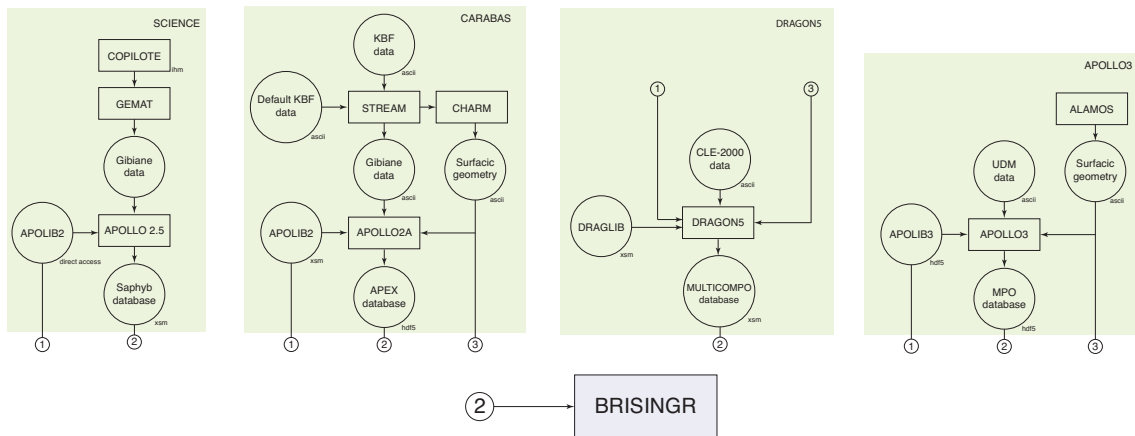 SCIENCE
COPILOTE
ihm
GEMAT
Gibiane
data
APOLIB2
direct access
APOLLO 2.5
Saphyb
database
xsm
1
2
CARABAS
KBF
data
ascii
Default KBF
data
ascii
STREAM
CHARM
Gibiane
data
ascii
Surfacic
geometry
ascii
APOLIB2
xsm
APOLLO2A
APEX
database
hdf5
1
2
3
DRAGON5
1
3
CLE-2000
data
ascii
DRAGLIB
xsm
DRAGON5
MULTICOMPO
database
xsm
2
APOLLO3
ALAMOS
UDM
data
ascii
Surfacic
geometry
ascii
APOLIB3
hdf5
APOLLO3
MPO
database
hdf5
1
2
3
2
BRISINGR